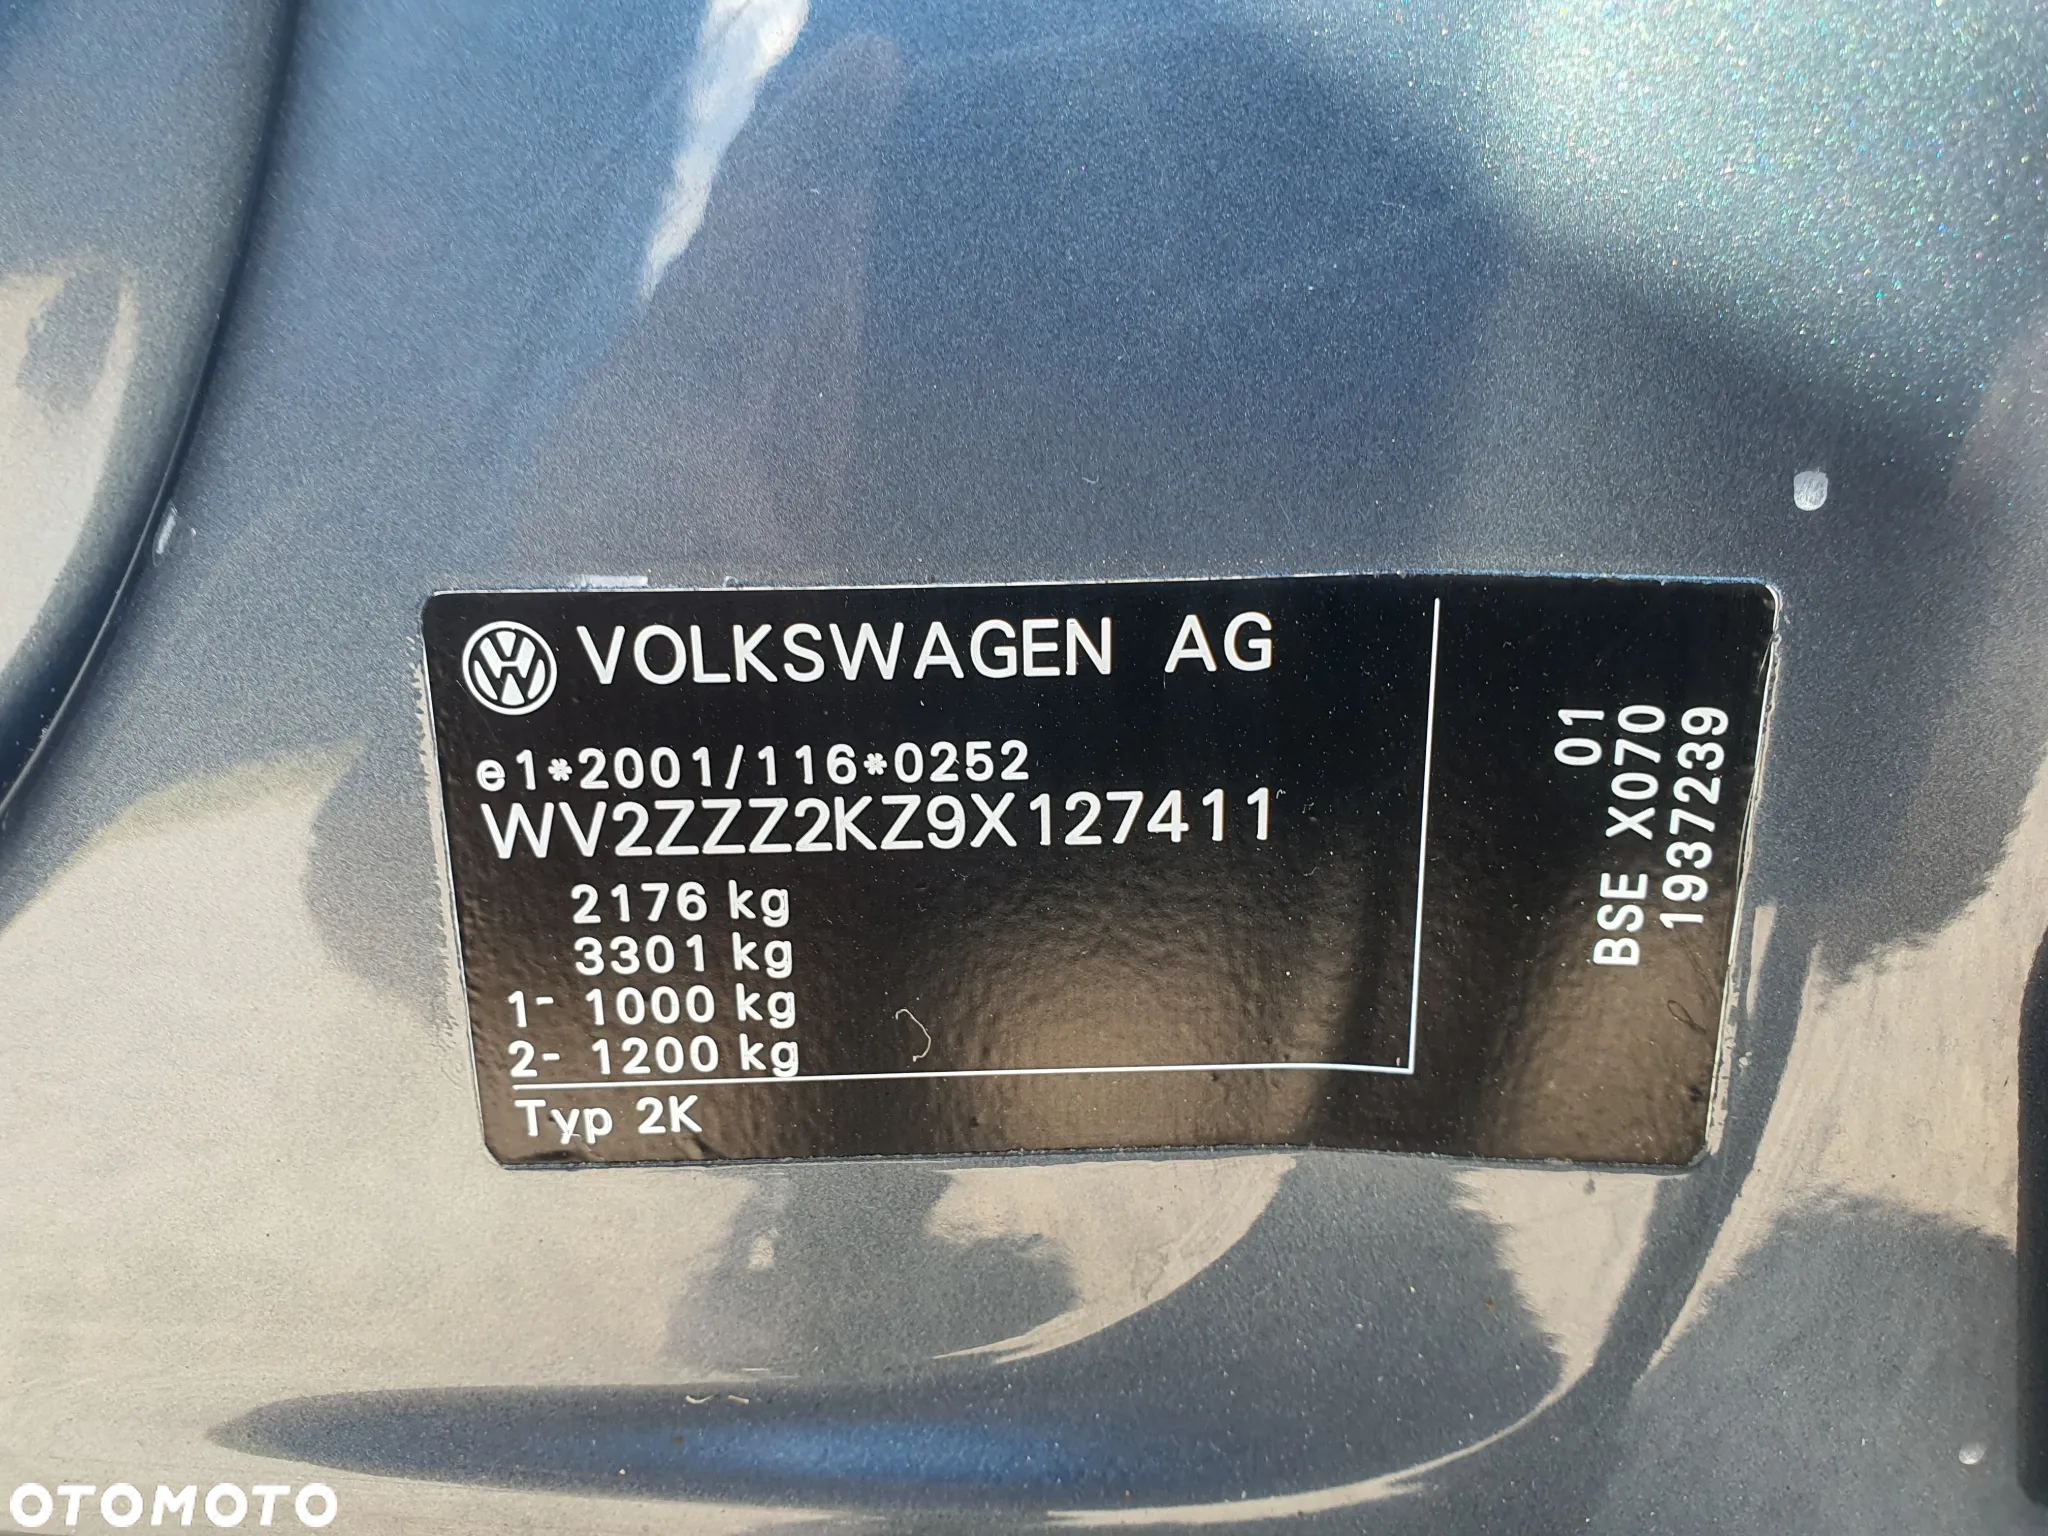 VOLKSWAGEN AG
e1*2001/116*0252
WV2ZZZ2KZ9X127411
2176 kg
3301 kg
1- 1000 kg
2- 1200 kg
Typ 2K
01
BSE X070
1937239
OTOMOTO